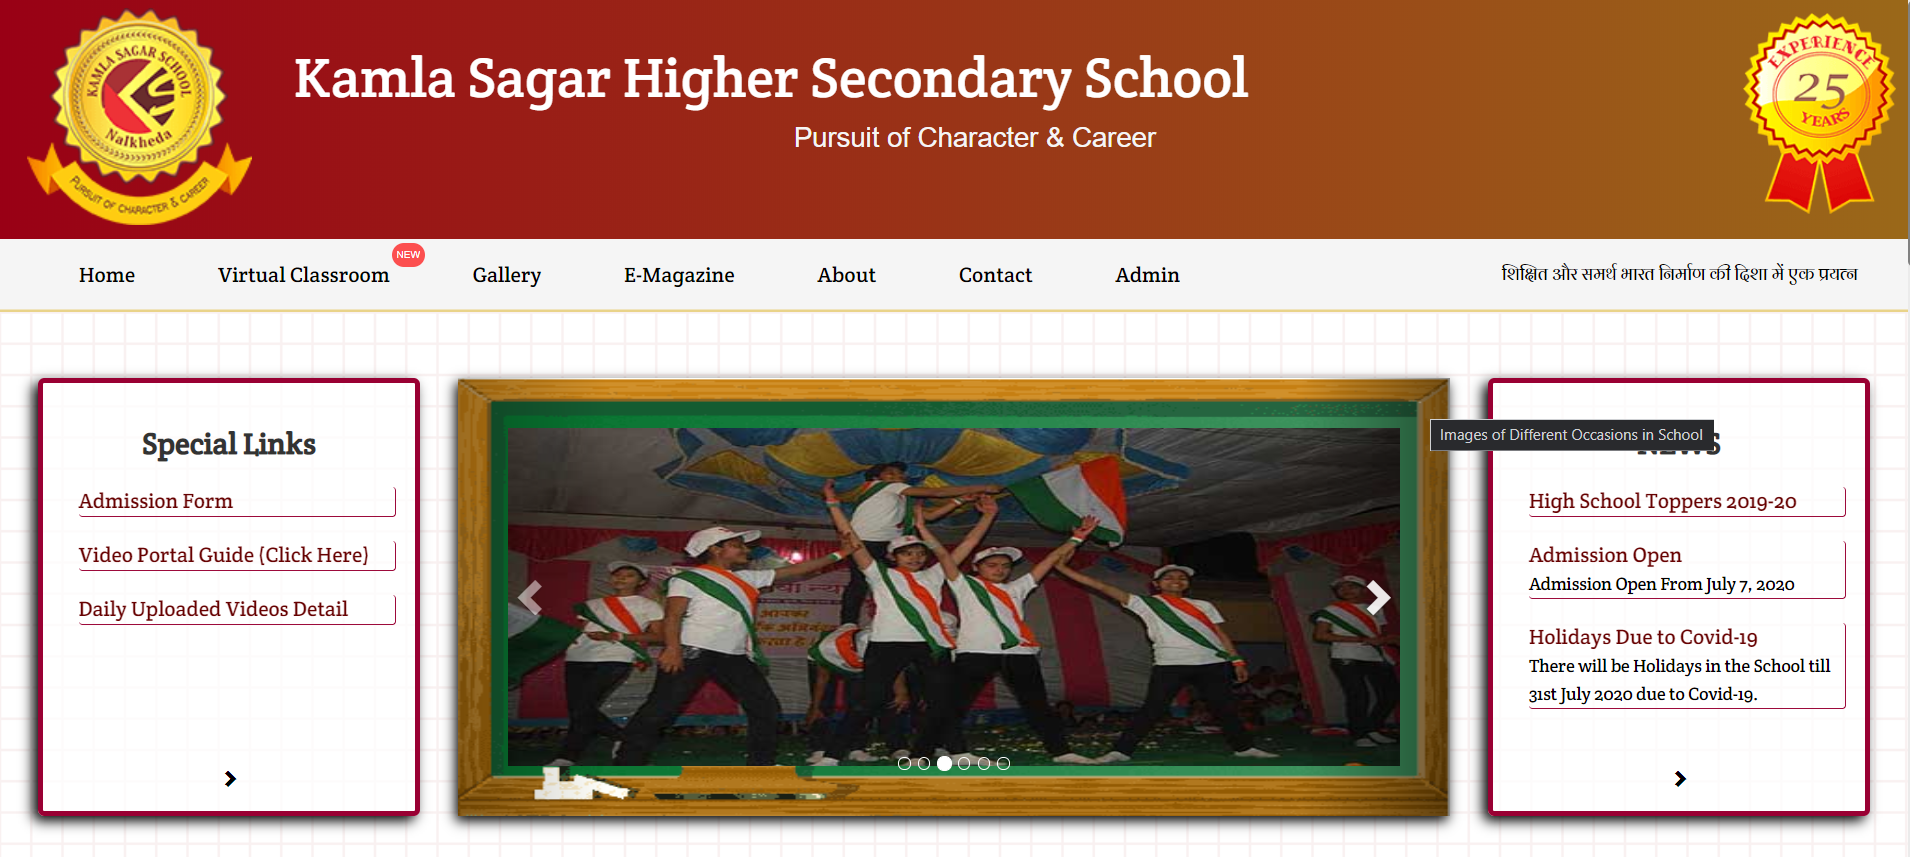 KAMLA SAGAR SCHOOL
Nalkheda
PURSUIT OF CHARACTER & CAREER
Kamla Sagar Higher Secondary School
Pursuit of Character & Career
EXPERIENCE
25
YEARS
Home
Virtual Classroom
NEW
Gallery
E-Magazine
About
Contact
Admin
शिक्षित और समर्थ भारत निर्माण की दिशा में एक प्रयत्न
Special Links
Admission Form
Video Portal Guide (Click Here)
Daily Uploaded Videos Detail
Images of Different Occasions in School
News
High School Toppers 2019-20
Admission Open
Admission Open From July 7, 2020
Holidays Due to Covid-19
There will be Holidays in the School till
31st July 2020 due to Covid-19.